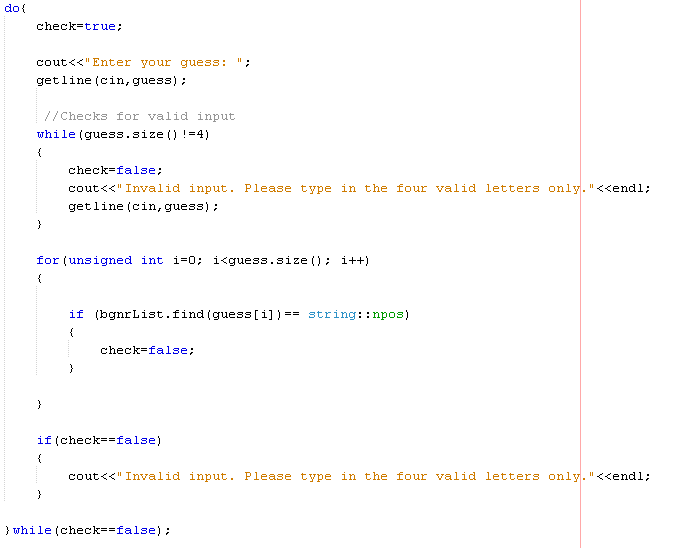 do{
check=true;
cout<<"Enter your guess: ";
getline(cin,guess);
//Checks for valid input
while(guess.size()!=4)
{
check=false;
cout<<"Invalid input. Please type in the four valid letters only."<<endl;
getline(cin,guess);
}
for(unsigned int i=0; i<guess.size(); i++)
{
if (bgnrList.find(guess[i])== string::npos)
{
check=false;
}
}
if(check==false)
{
cout<<"Invalid input. Please type in the four valid letters only."<<endl;
}
}while(check==false);